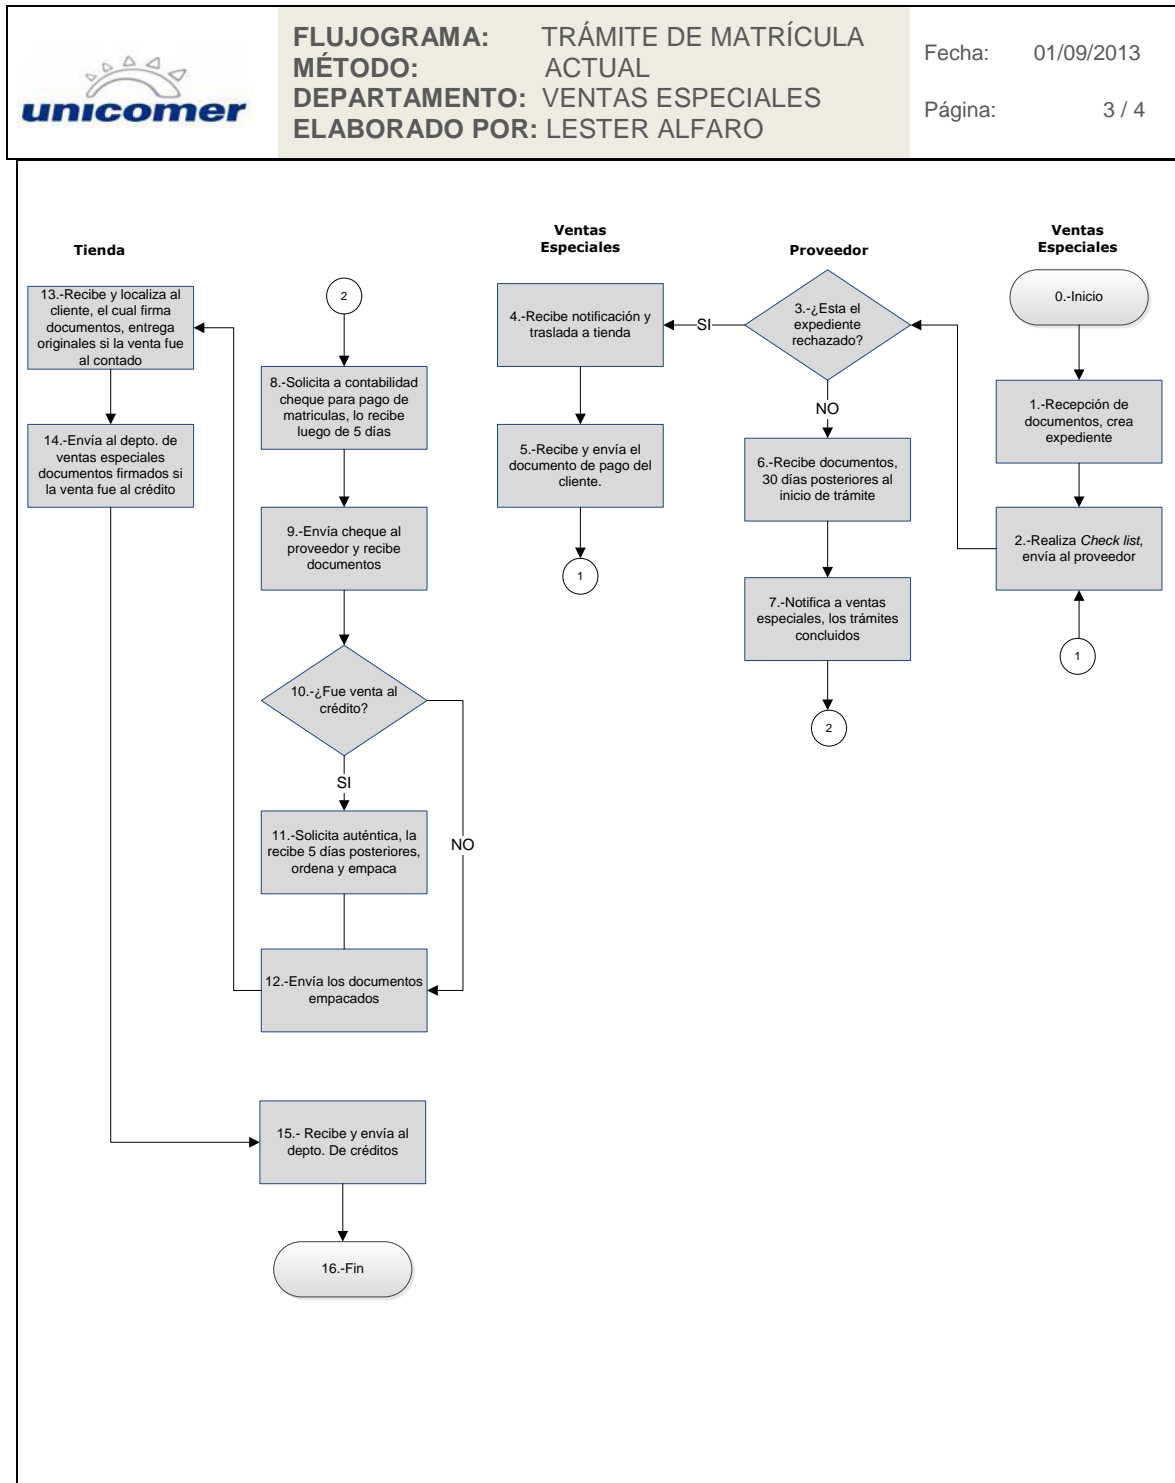 unicomer
FLUJOGRAMA: TRÁMITE DE MATRÍCULA
MÉTODO: ACTUAL
DEPARTAMENTO: VENTAS ESPECIALES
ELABORADO POR: LESTER ALFARO
Fecha: 01/09/2013
Página: 3 / 4
Tienda
13.-Recibe y localiza al
cliente, el cual firma
documentos, entrega
originales si la venta fue
al contado
14.-Envía al depto. de
ventas especiales
documentos firmados si
la venta fue al crédito
2
8.-Solicita a contabilidad
cheque para pago de
matriculas, lo recibe
luego de 5 días
9.-Envía cheque al
proveedor y recibe
documentos
10.-¿Fue venta al
crédito?
SI
NO
11.-Solicita auténtica, la
recibe 5 días posteriores,
ordena y empaca
12.-Envía los documentos
empacados
15.- Recibe y envía al
depto. De créditos
16.-Fin
Ventas
Especiales
4.-Recibe notificación y
traslada a tienda
5.-Recibe y envía el
documento de pago del
cliente.
1
SI
Proveedor
3.-¿Esta el
expediente
rechazado?
NO
6.-Recibe documentos,
30 días posteriores al
inicio de trámite
7.-Notifica a ventas
especiales, los trámites
concluidos
2
Ventas
Especiales
0.-Inicio
1.-Recepción de
documentos, crea
expediente
2.-Realiza Check list,
envía al proveedor
1